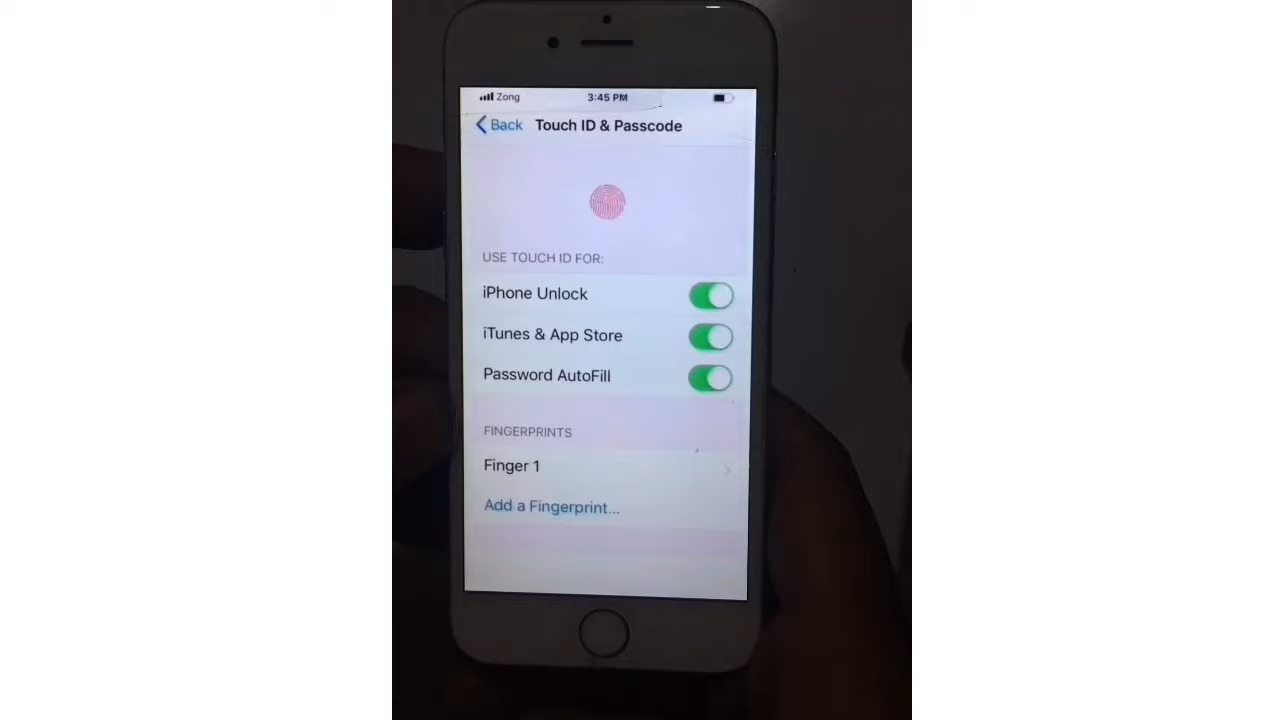 Zong 3:45 PM
Back Touch ID & Passcode
USE TOUCH ID FOR:
iPhone Unlock
iTunes & App Store
Password AutoFill
FINGERPRINTS
Finger 1
Add a Fingerprint...